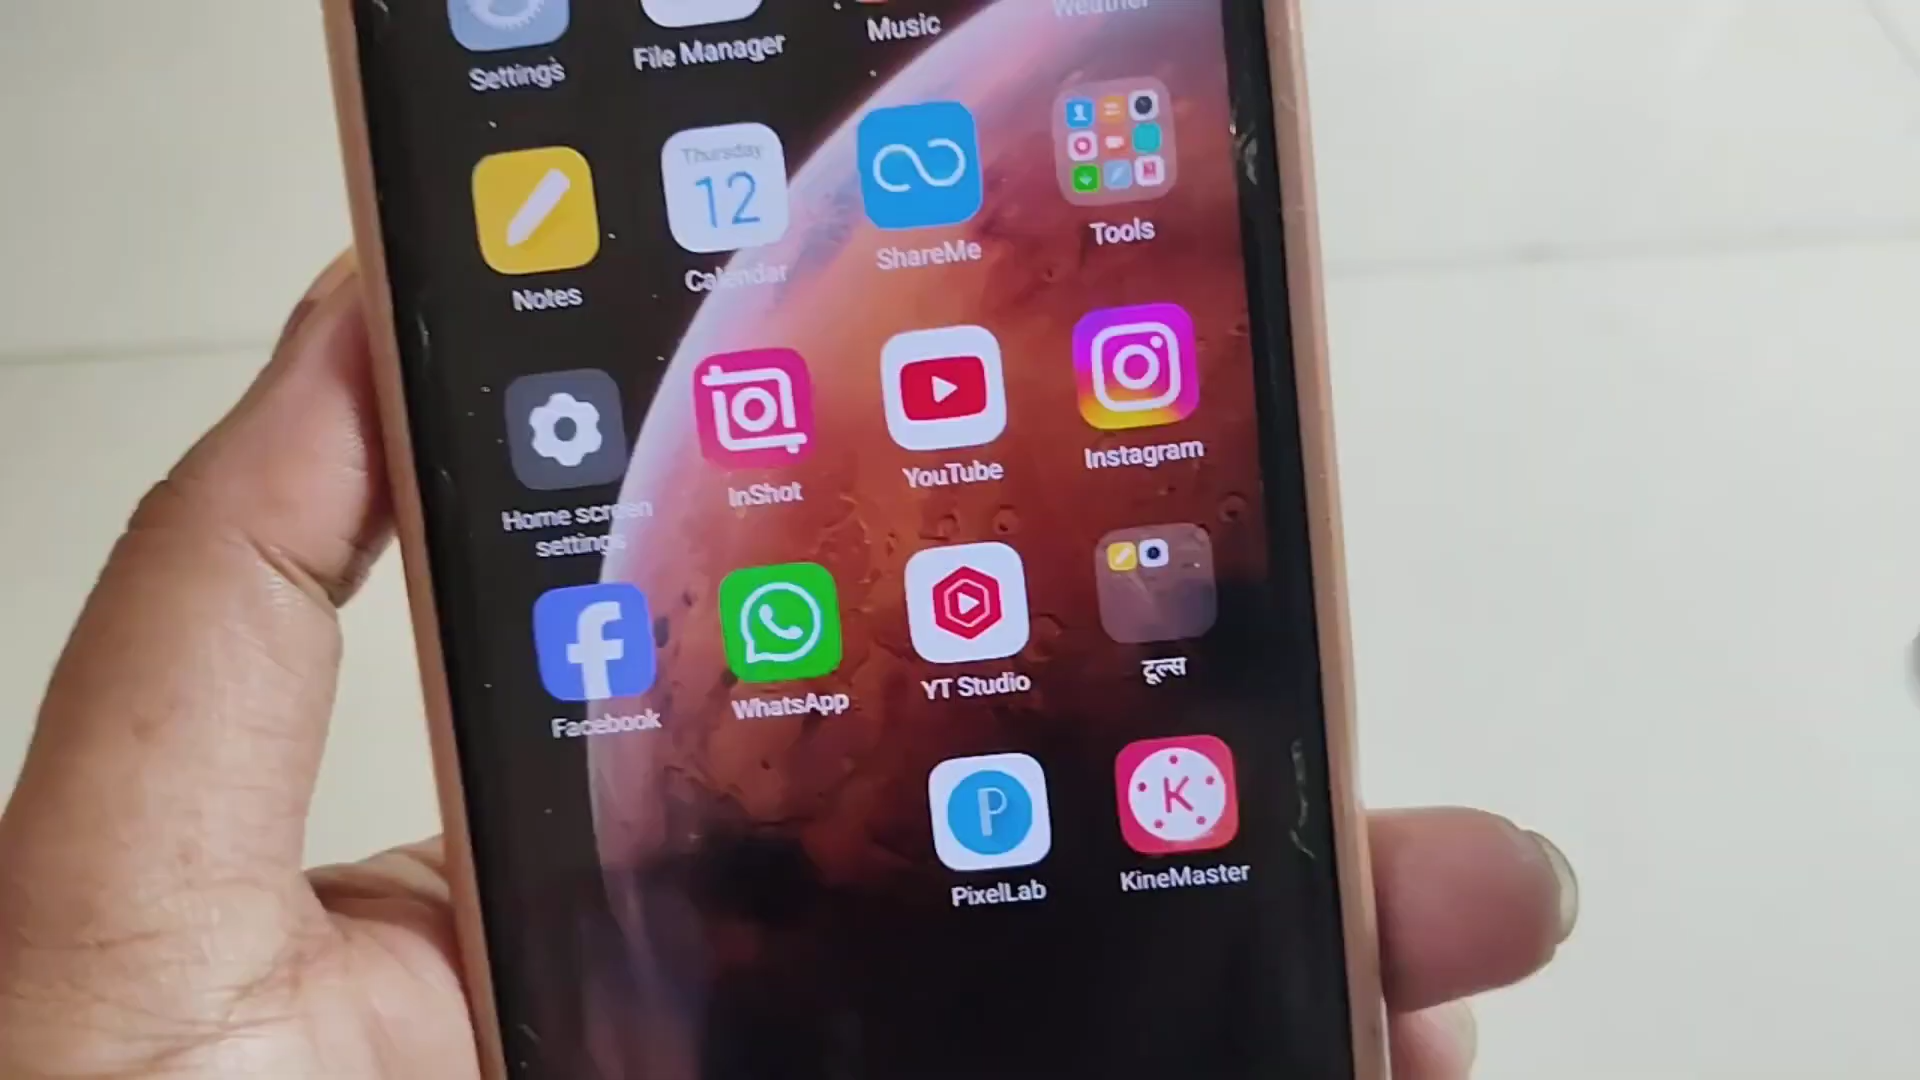 Settings
File Manager
Music
Weather
Notes
Thursday
12
Calendar
ShareMe
Tools
Home screen
settings
InShot
YouTube
Instagram
f
Facebook
WhatsApp
YT Studio
टूल्स
P
PixelLab
K
KineMaster